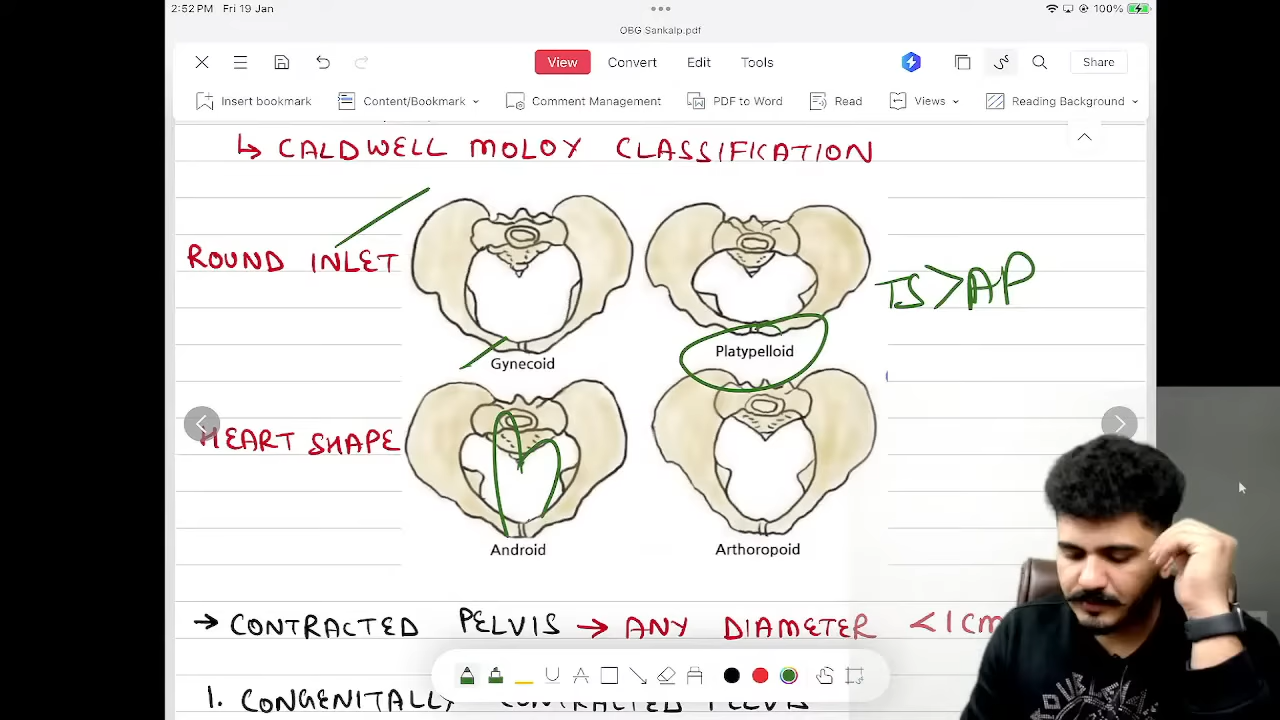 2:52 PM Fri 19 Jan
100%
OBG Sankalp.pdf
View Convert Edit Tools Share
Insert bookmark Content/Bookmark Comment Management PDF to Word Read Views Reading Background
↳ CALDWELL MOLOY CLASSIFICATION
ROUND INLET
TS > AP
Gynecoid
Platypelloid
HEART SHAPE
Android
Arthoropoid
→ CONTRACTED PELVIS → ANY DIAMETER < 1cm
1. CONGENITALLY CONTRACTED PELVIS